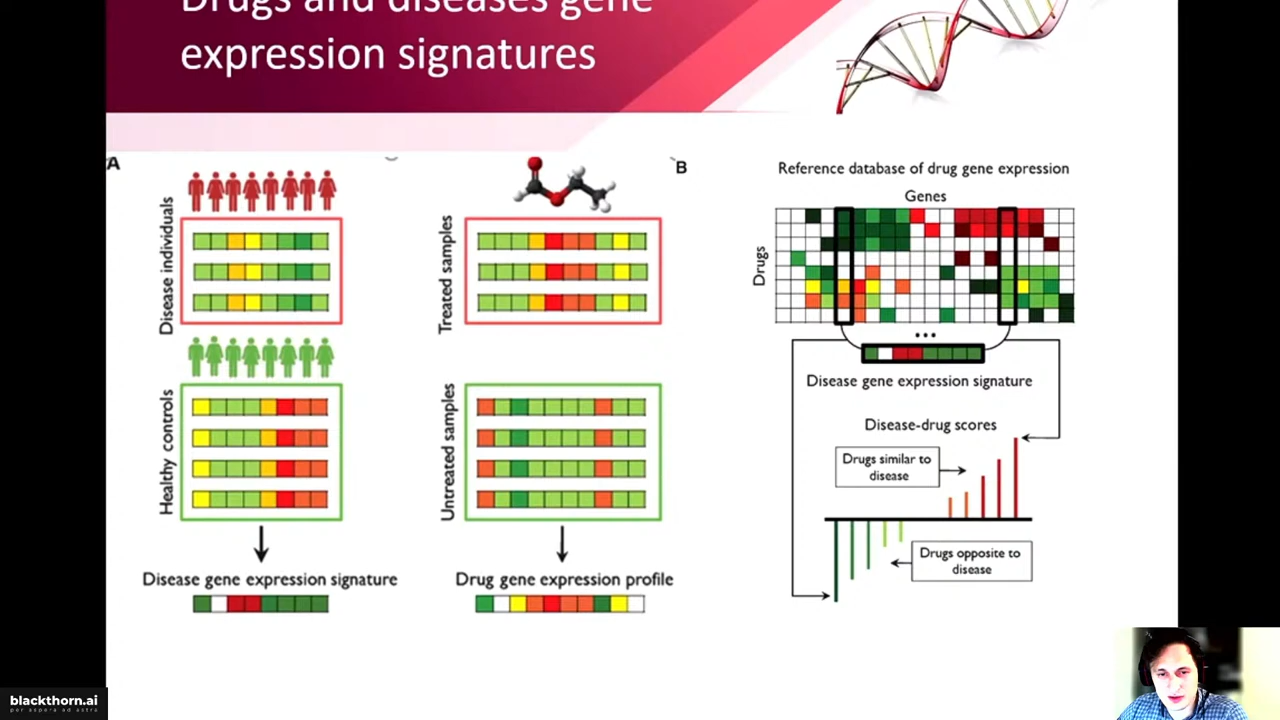 Drugs and diseases gene
expression signatures
A
Disease individuals
Healthy controls
Disease gene expression signature
Treated samples
Untreated samples
Drug gene expression profile
B
Reference database of drug gene expression
Genes
Drugs
...
Disease gene expression signature
Disease-drug scores
Drugs similar to
disease
Drugs opposite to
disease
blackthorn.ai
per aspera ad astra